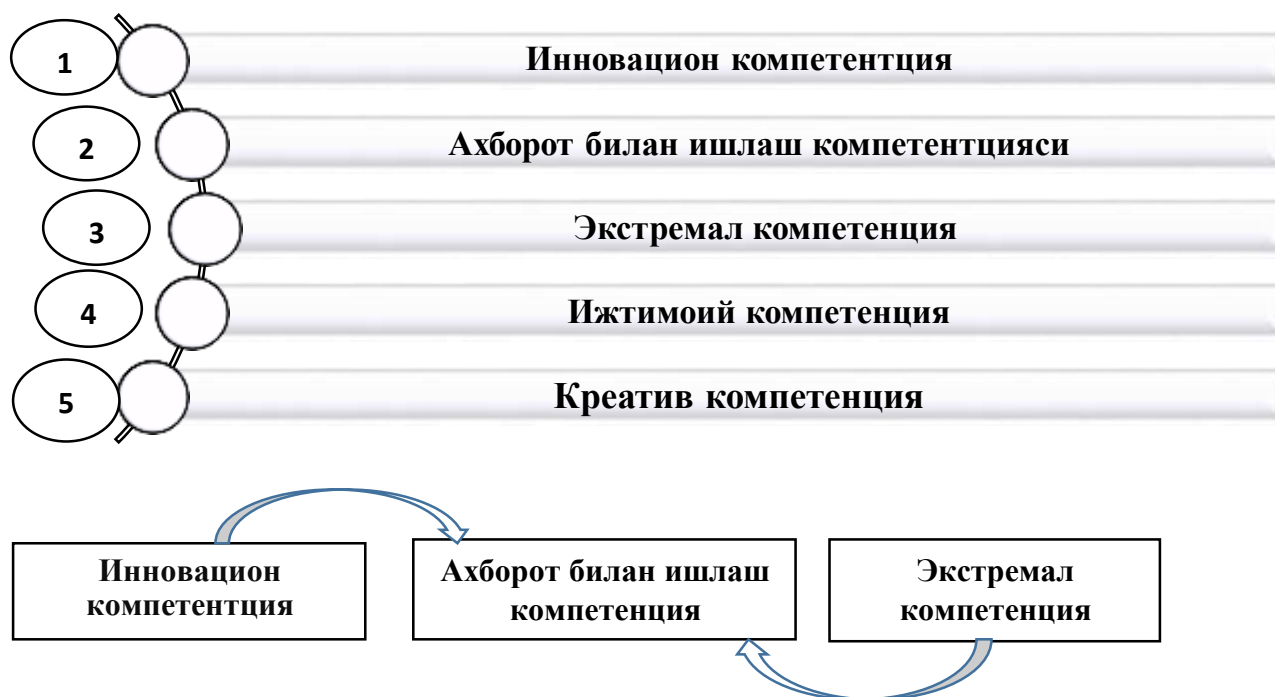 1 Инновацион компетентция
2 Ахборот билан ишлаш компетентцияси
3 Экстремал компетенция
4 Ижтимоий компетенция
5 Креатив компетенция
Инновацион
компетентция
Ахборот билан ишлаш
компетенция
Экстремал
компетенция